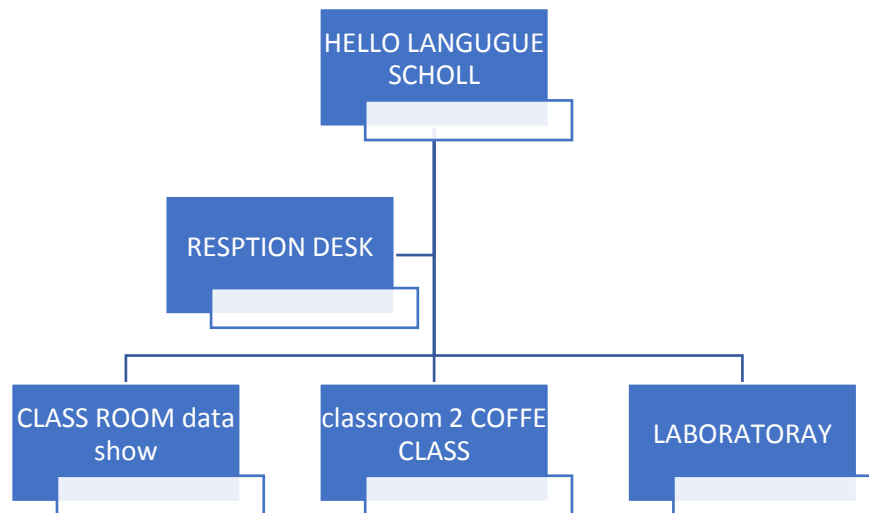 HELLO LANGUGUE
SCHOLL
RESPTION DESK
CLASS ROOM data
show
classroom 2 COFFE
CLASS
LABORATORAY